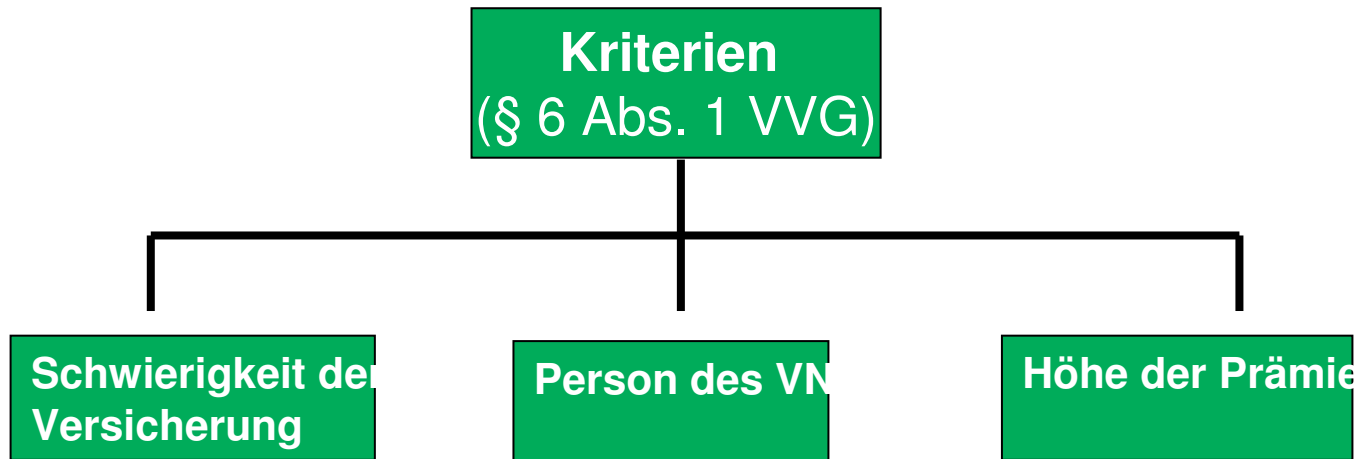 Kriterien
(§ 6 Abs. 1 VVG)
Schwierigkeit der
Versicherung
Person des VN
Höhe der Prämie